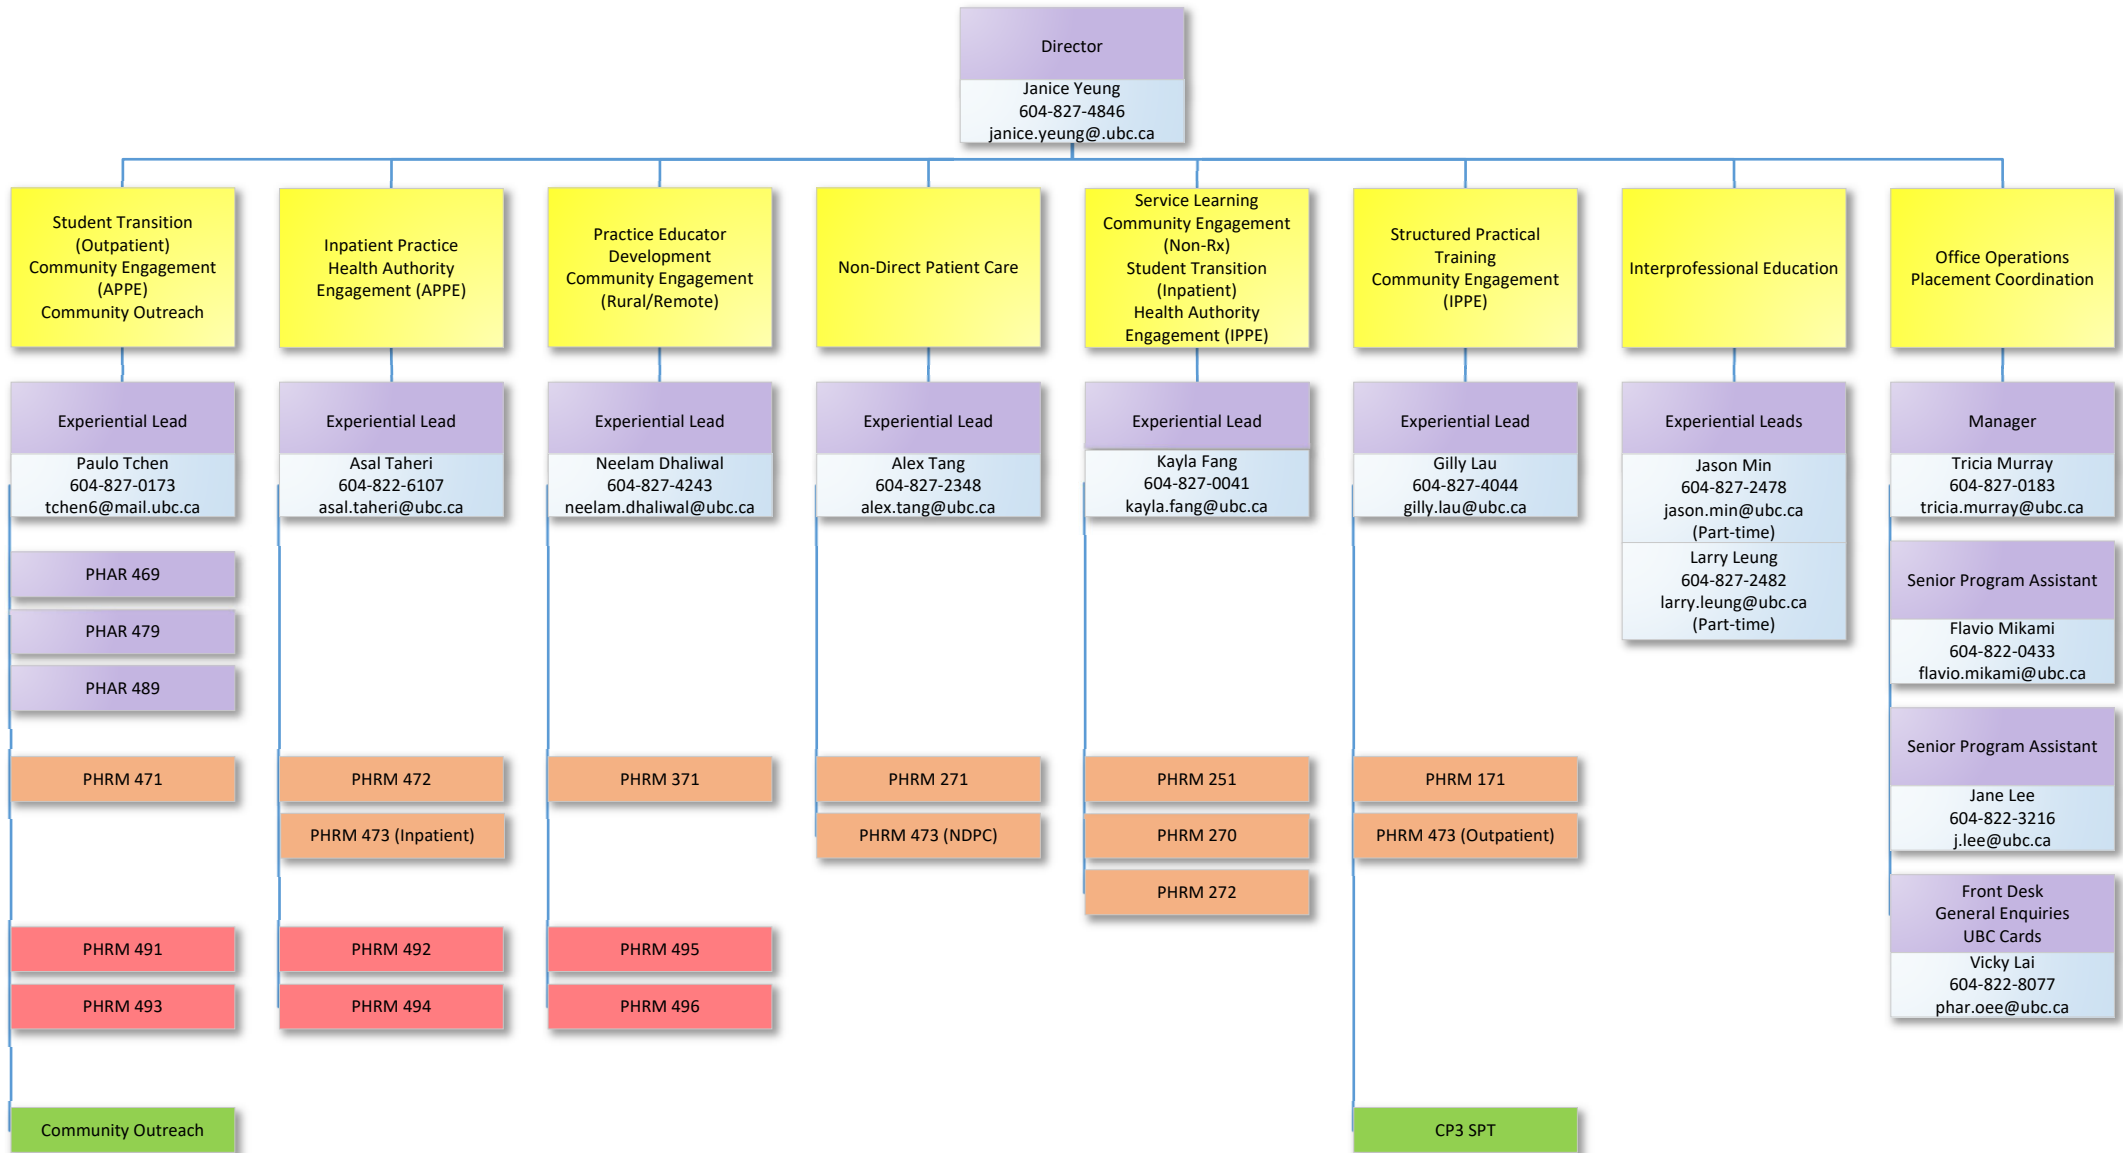 Director
Janice Yeung
604-827-4846
janice.yeung@.ubc.ca
Student Transition
(Outpatient)
Community Engagement
(APPE)
Community Outreach
Inpatient Practice
Health Authority
Engagement (APPE)
Practice Educator
Development
Community Engagement
(Rural/Remote)
Non-Direct Patient Care
Service Learning
Community Engagement
(Non-Rx)
Student Transition
(Inpatient)
Health Authority
Engagement (IPPE)
Structured Practical
Training
Community Engagement
(IPPE)
Interprofessional Education
Office Operations
Placement Coordination
Experiential Lead
Paulo Tchen
604-827-0173
tchen6@mail.ubc.ca
PHAR 469
PHAR 479
PHAR 489
PHRM 471
PHRM 491
PHRM 493
Community Outreach
Experiential Lead
Asal Taheri
604-822-6107
asal.taheri@ubc.ca
PHRM 472
PHRM 473 (Inpatient)
PHRM 492
PHRM 494
Experiential Lead
Neelam Dhaliwal
604-827-4243
neelam.dhaliwal@ubc.ca
PHRM 371
PHRM 495
PHRM 496
Experiential Lead
Alex Tang
604-827-2348
alex.tang@ubc.ca
PHRM 271
PHRM 473 (NDPC)
Experiential Lead
Kayla Fang
604-827-0041
kayla.fang@ubc.ca
PHRM 251
PHRM 270
PHRM 272
Experiential Lead
Gilly Lau
604-827-4044
gilly.lau@ubc.ca
PHRM 171
PHRM 473 (Outpatient)
CP3 SPT
Experiential Leads
Jason Min
604-827-2478
jason.min@ubc.ca
(Part-time)
Larry Leung
604-827-2482
larry.leung@ubc.ca
(Part-time)
Manager
Tricia Murray
604-827-0183
tricia.murray@ubc.ca
Senior Program Assistant
Flavio Mikami
604-822-0433
flavio.mikami@ubc.ca
Senior Program Assistant
Jane Lee
604-822-3216
j.lee@ubc.ca
Front Desk
General Enquiries
UBC Cards
Vicky Lai
604-822-8077
phar.oee@ubc.ca